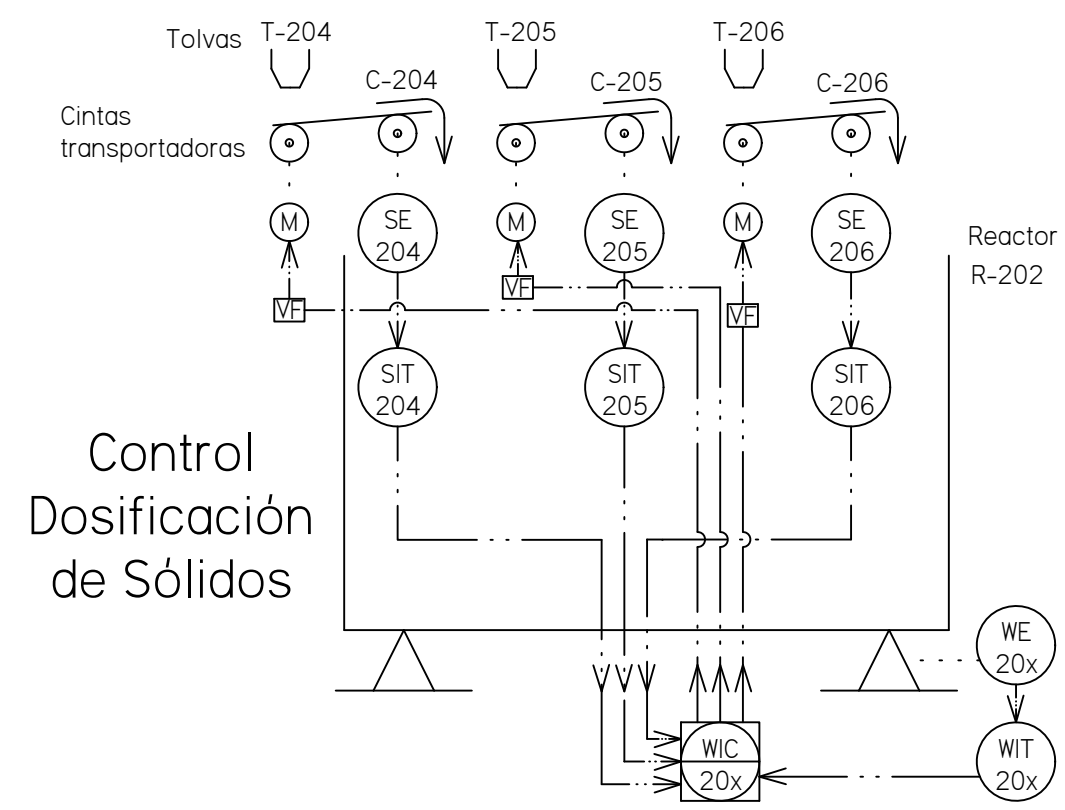 Tolvas T-204 T-205 T-206
C-204 C-205 C-206
Cintas
transportadoras
M SE M SE M SE
204 205 206
Reactor
R-202
VF VF VF
SIT SIT SIT
204 205 206
Control
Dosificación
de Sólidos
WE
20x
WIC WIT
20x 20x